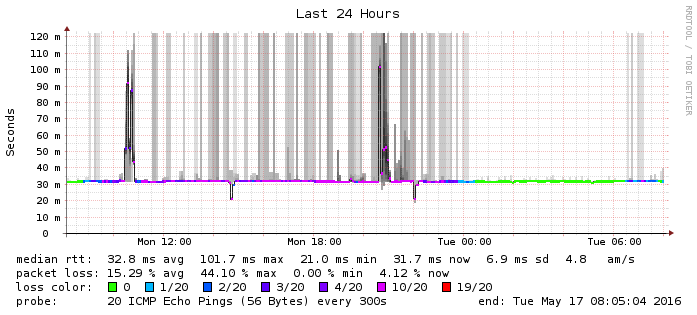 Last 24 Hours
RRDTOOL / TOBI OETIKER
Seconds
120 m
110 m
100 m
90 m
80 m
70 m
60 m
50 m
40 m
30 m
20 m
10 m
0
Mon 12:00 Mon 18:00 Tue 00:00 Tue 06:00
median rtt: 32.8 ms avg 101.7 ms max 21.0 ms min 31.7 ms now 6.9 ms sd 4.8 am/s
packet loss: 15.29 % avg 44.10 % max 0.00 % min 4.12 % now
loss color: 0 1/20 2/20 3/20 4/20 10/20 19/20
probe: 20 ICMP Echo Pings (56 Bytes) every 300s end: Tue May 17 08:05:04 2016